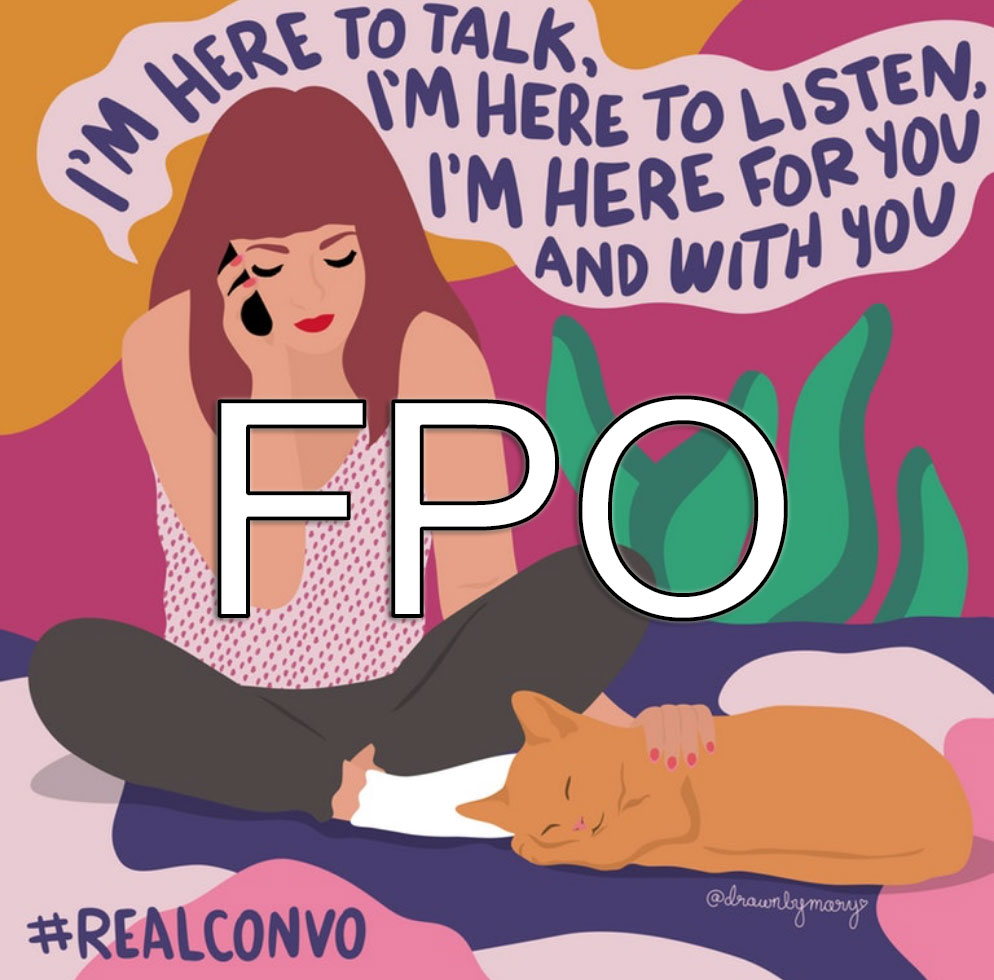 I'M HERE TO TALK,
I'M HERE TO LISTEN,
I'M HERE FOR YOU
AND WITH YOU
FPO
@drawnbymary
#REALCONVO